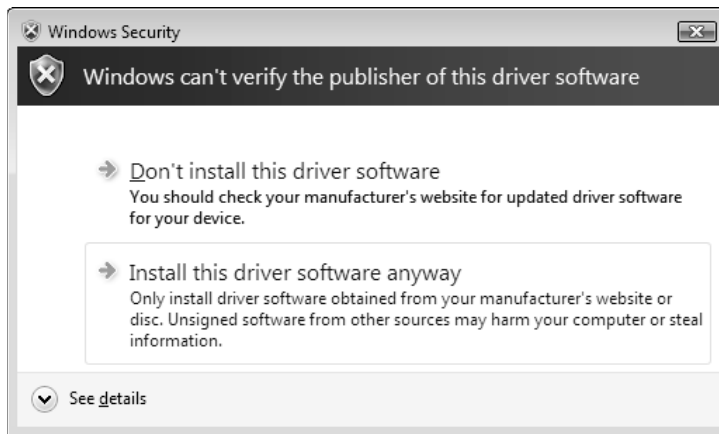 Windows Security
Windows can't verify the publisher of this driver software
Don't install this driver software
You should check your manufacturer's website for updated driver software
for your device.
Install this driver software anyway
Only install driver software obtained from your manufacturer's website or
disc. Unsigned software from other sources may harm your computer or steal
information.
See details